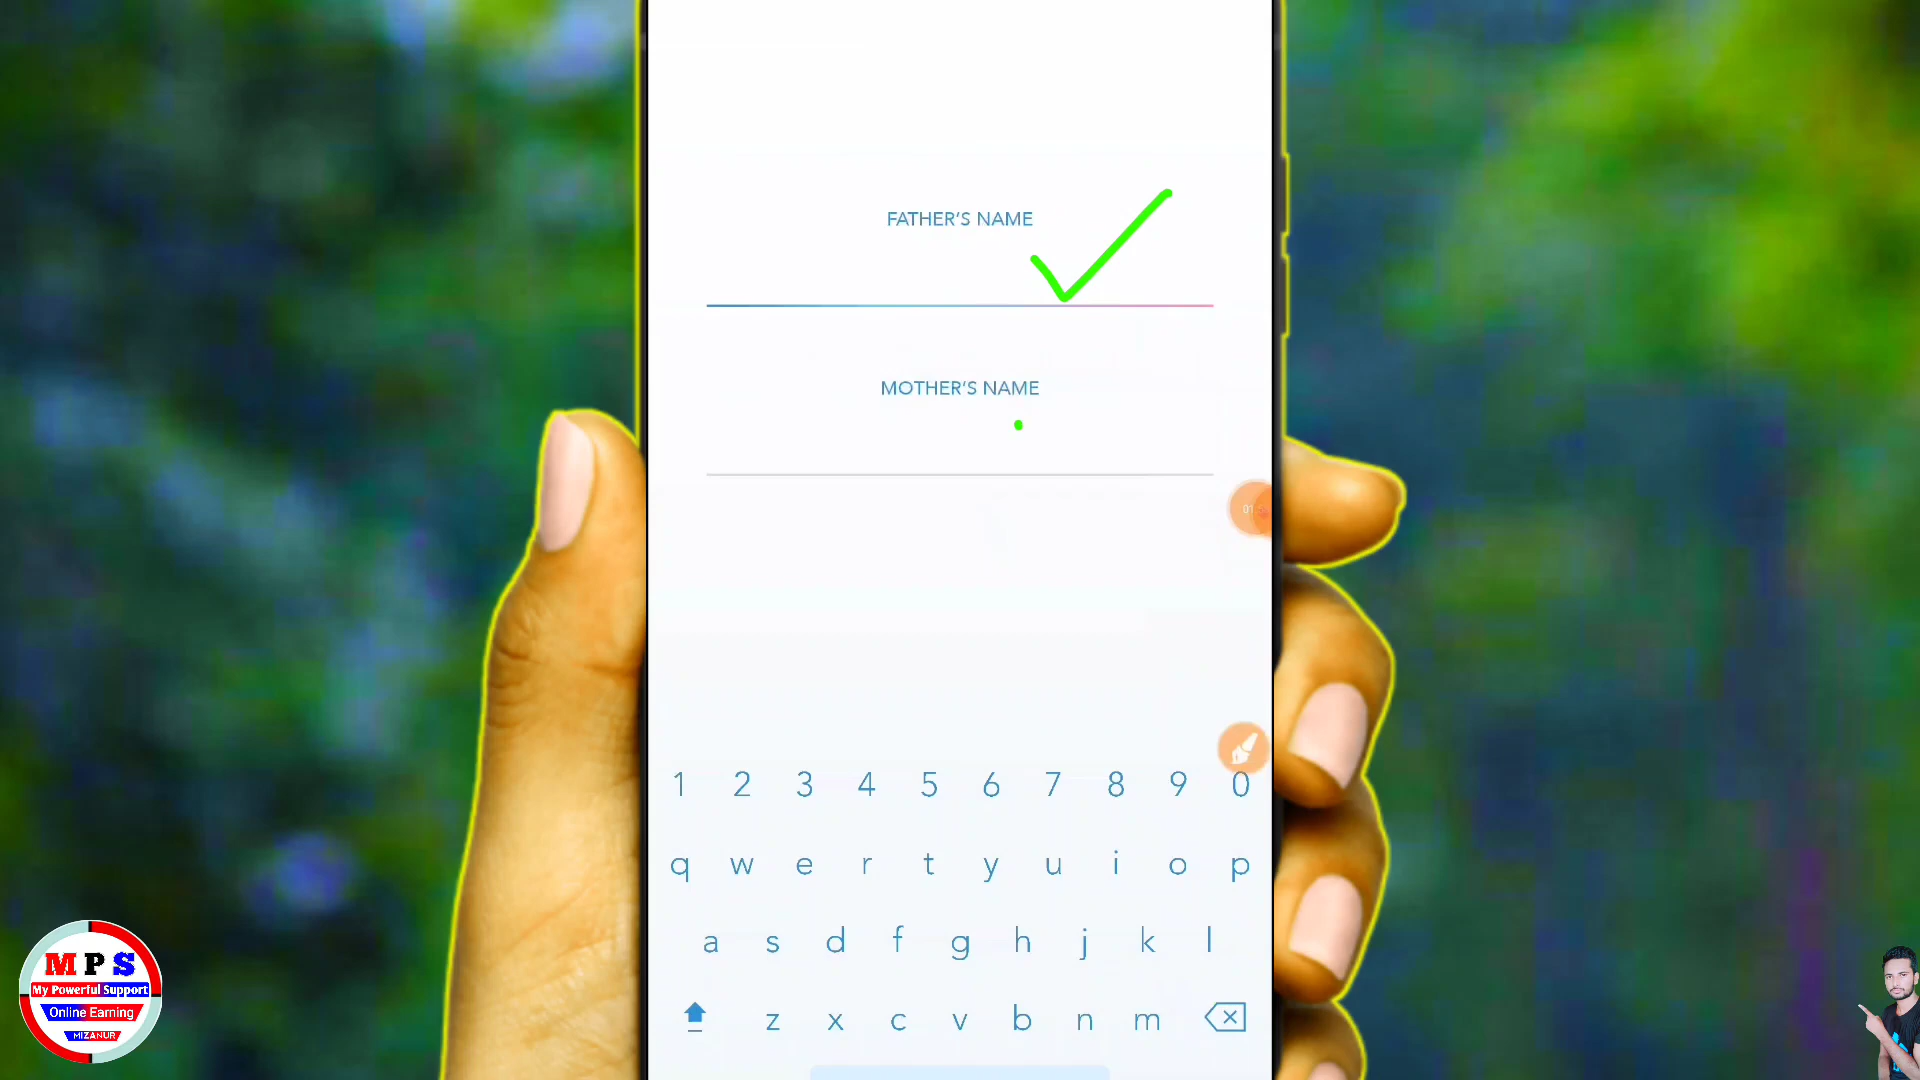 FATHER'S NAME
MOTHER'S NAME
1 2 3 4 5 6 7 8 9 0
q w e r t y u i o p
a s d f g h j k l
z x c v b n m
M P S
My Powerful Support
Online Earning
MIZANUR